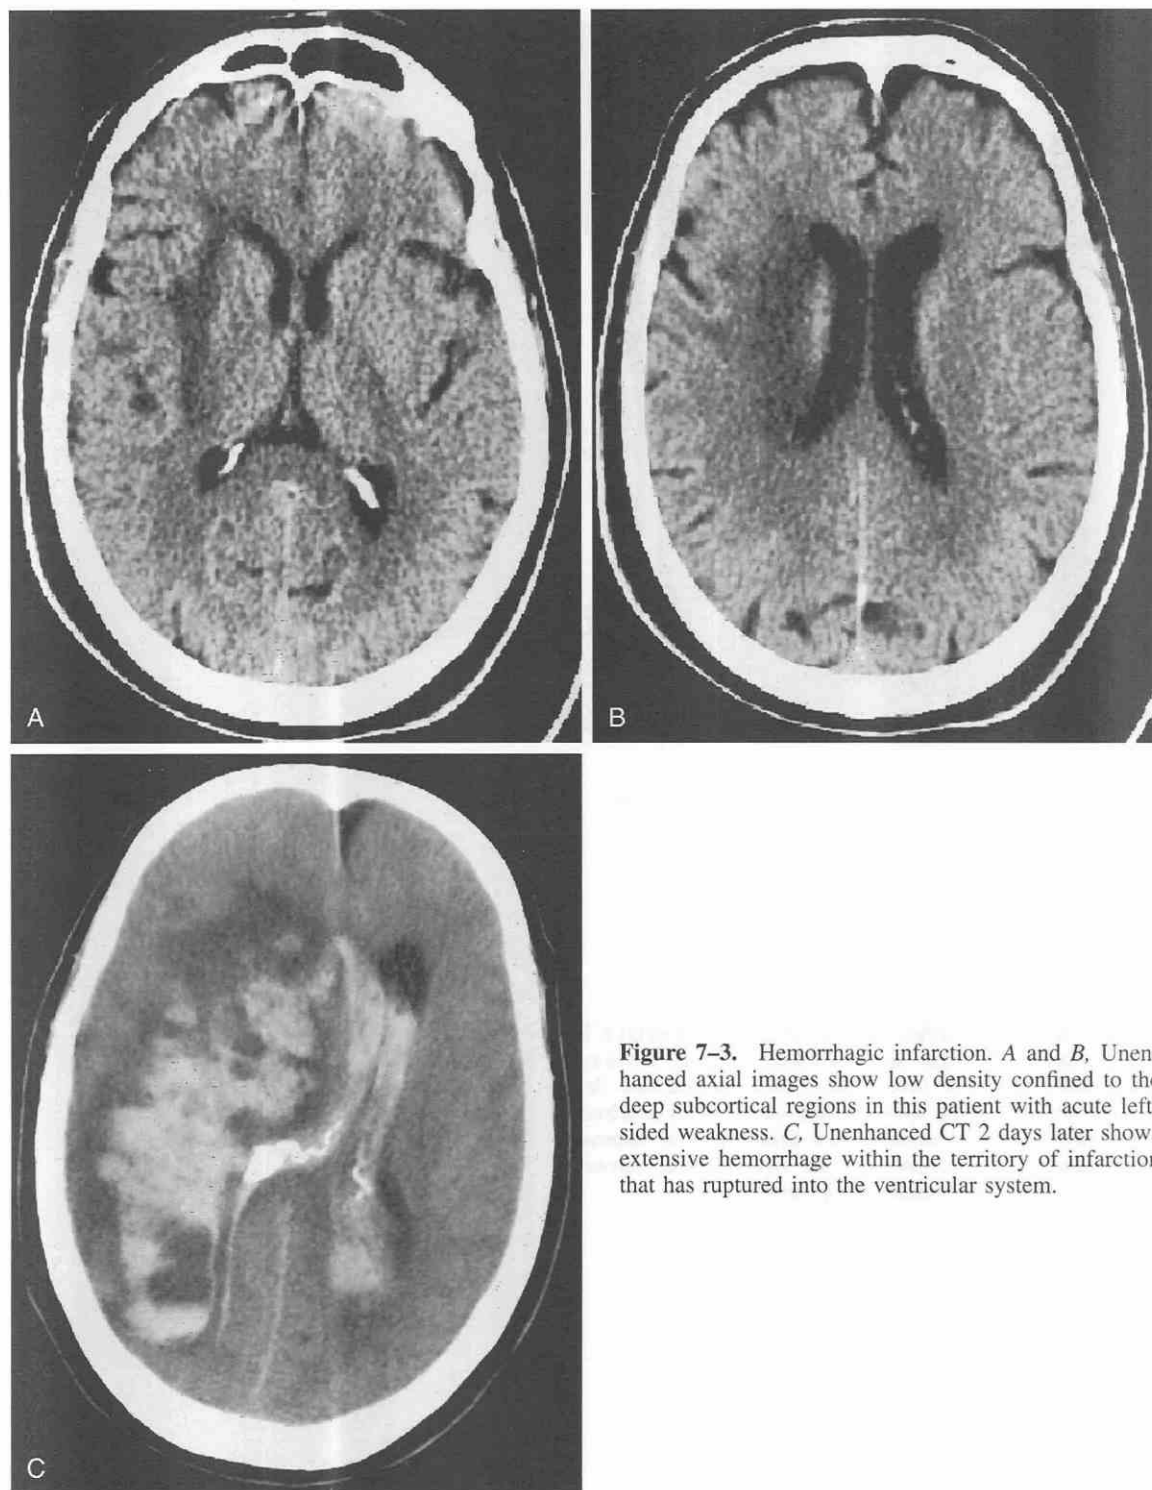 A
B
C
Figure 7–3. Hemorrhagic infarction. A and B, Unen
hanced axial images show low density confined to the
deep subcortical regions in this patient with acute left
sided weakness. C, Unenhanced CT 2 days later show
extensive hemorrhage within the territory of infarction
that has ruptured into the ventricular system.